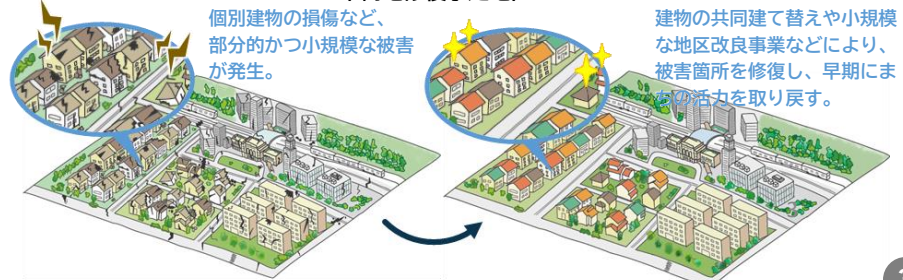 個別建物の損傷など、
部分的かつ小規模な被害
が発生。
建物の共同建て替えや小規模
な地区改良事業などにより、
被害箇所を修復し、早期にま
ちの活力を取り戻す。